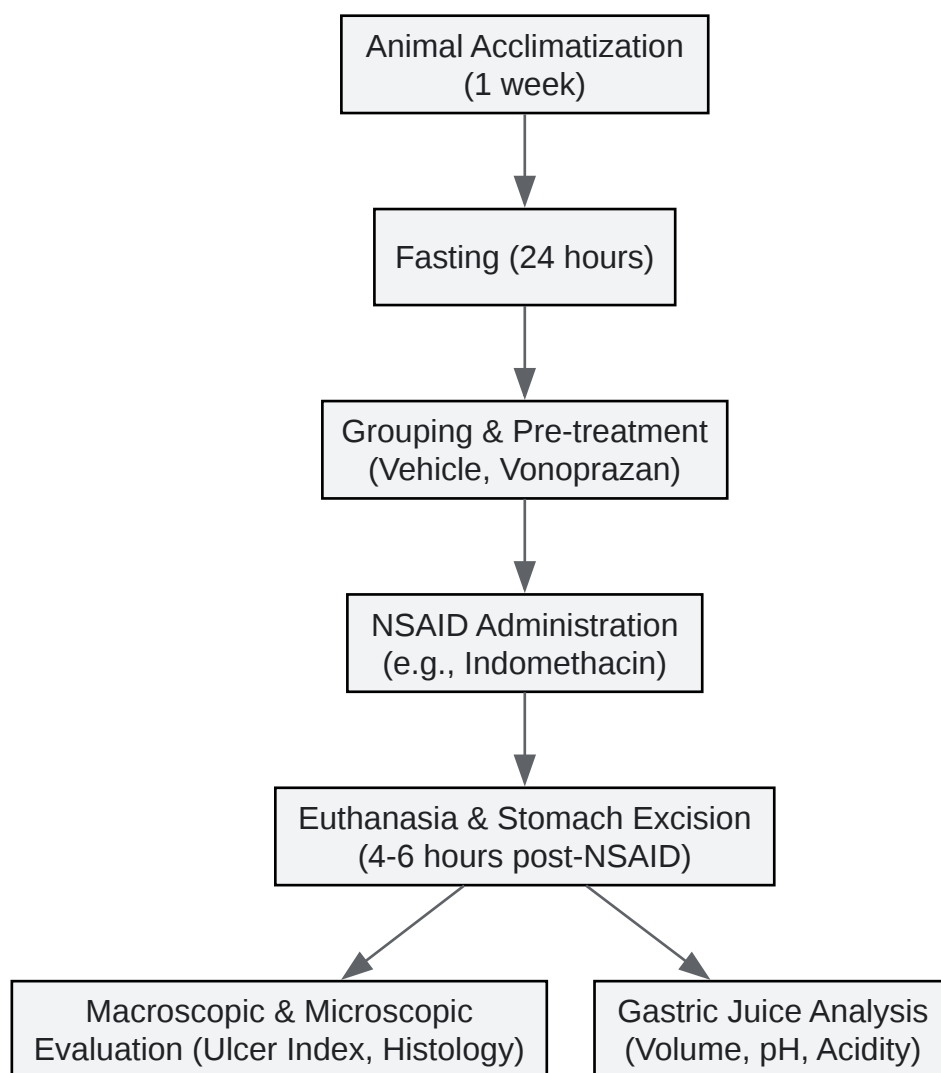 Animal Acclimatization
(1 week)
Fasting (24 hours)
Grouping & Pre-treatment
(Vehicle, Vonoprazan)
NSAID Administration
(e.g., Indomethacin)
Euthanasia & Stomach Excision
(4-6 hours post-NSAID)
Macroscopic & Microscopic
Evaluation (Ulcer Index, Histology)
Gastric Juice Analysis
(Volume, pH, Acidity)